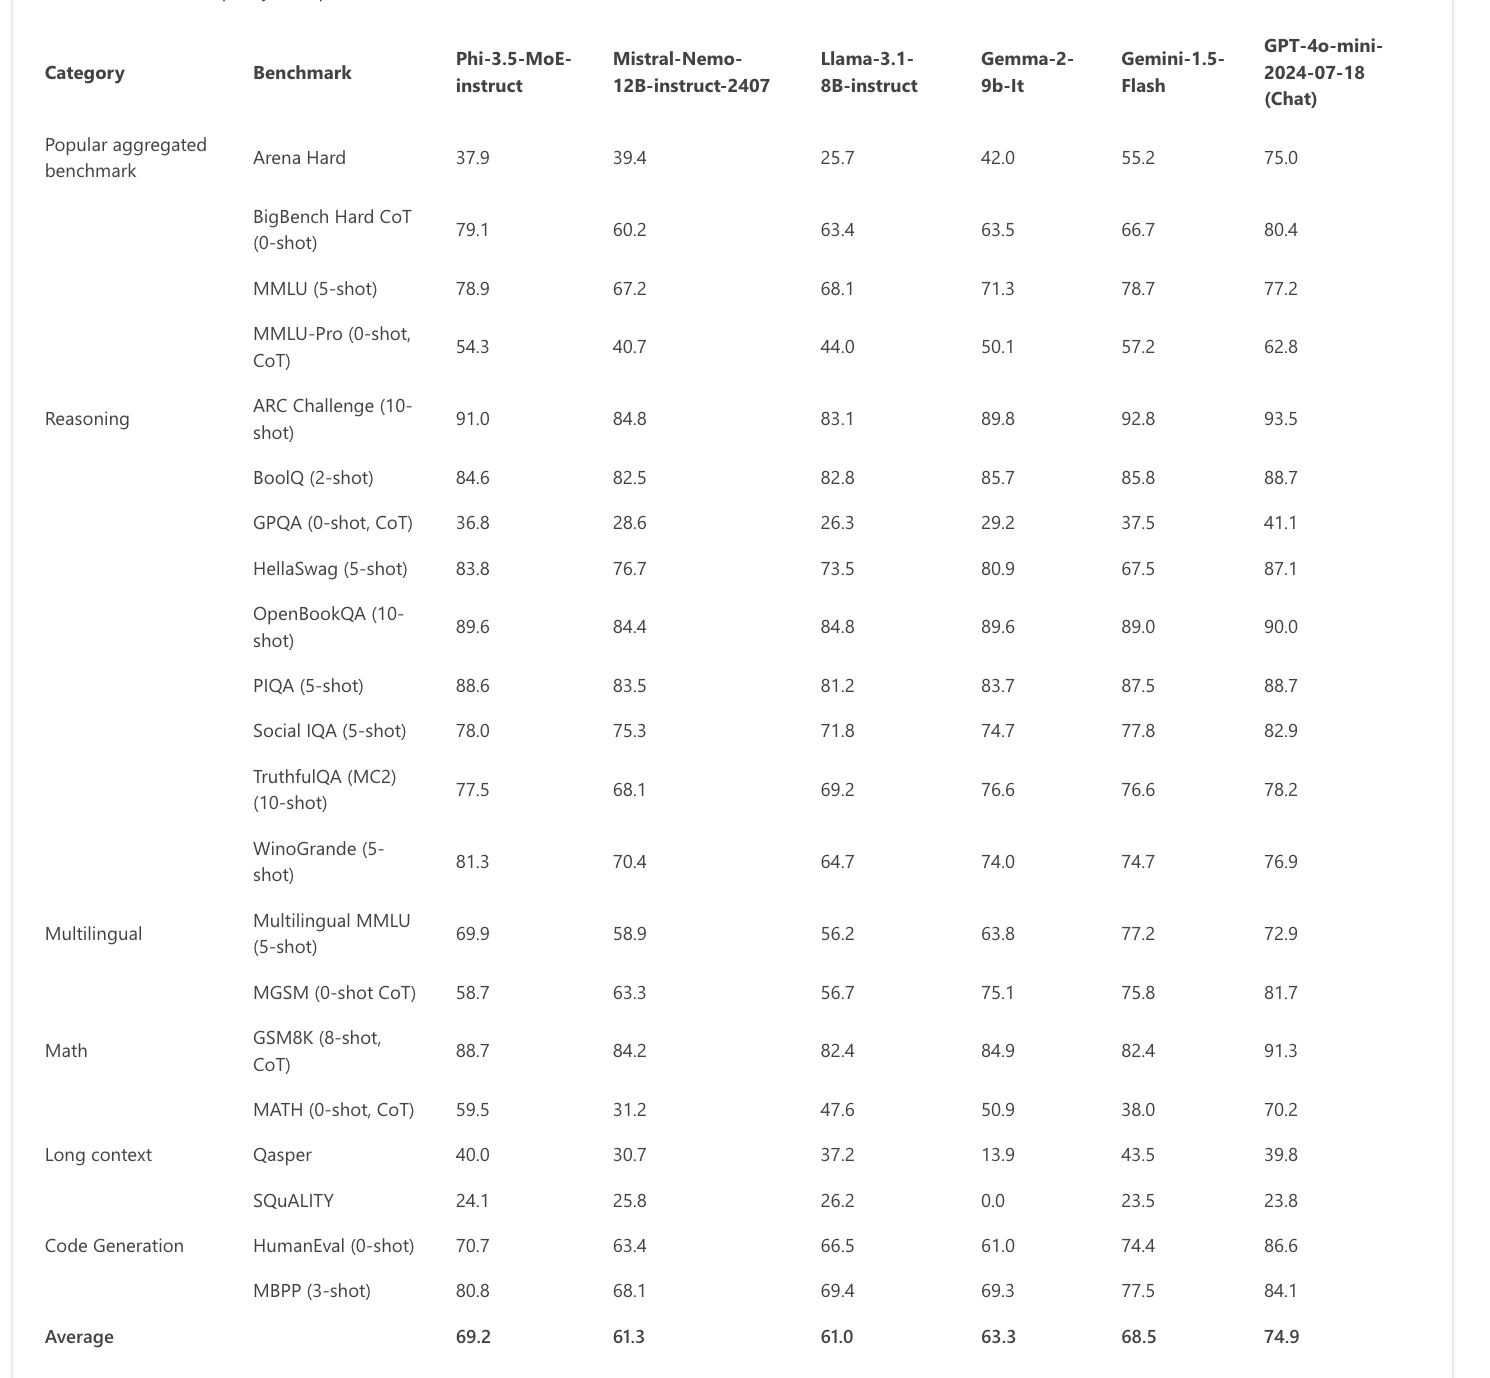 Category Benchmark Phi-3.5-MoE-instruct Mistral-Nemo-12B-instruct-2407 Llama-3.1-8B-instruct Gemma-2-9b-It Gemini-1.5-Flash GPT-4o-mini-2024-07-18 (Chat)
Popular aggregated benchmark Arena Hard 37.9 39.4 25.7 42.0 55.2 75.0
BigBench Hard CoT (0-shot) 79.1 60.2 63.4 63.5 66.7 80.4
MMLU (5-shot) 78.9 67.2 68.1 71.3 78.7 77.2
MMLU-Pro (0-shot, CoT) 54.3 40.7 44.0 50.1 57.2 62.8
Reasoning ARC Challenge (10-shot) 91.0 84.8 83.1 89.8 92.8 93.5
BoolQ (2-shot) 84.6 82.5 82.8 85.7 85.8 88.7
GPQA (0-shot, CoT) 36.8 28.6 26.3 29.2 37.5 41.1
HellaSwag (5-shot) 83.8 76.7 73.5 80.9 67.5 87.1
OpenBookQA (10-shot) 89.6 84.4 84.8 89.6 89.0 90.0
PIQA (5-shot) 88.6 83.5 81.2 83.7 87.5 88.7
Social IQA (5-shot) 78.0 75.3 71.8 74.7 77.8 82.9
TruthfulQA (MC2) (10-shot) 77.5 68.1 69.2 76.6 76.6 78.2
WinoGrande (5-shot) 81.3 70.4 64.7 74.0 74.7 76.9
Multilingual Multilingual MMLU (5-shot) 69.9 58.9 56.2 63.8 77.2 72.9
MGSM (0-shot CoT) 58.7 63.3 56.7 75.1 75.8 81.7
Math GSM8K (8-shot, CoT) 88.7 84.2 82.4 84.9 82.4 91.3
MATH (0-shot, CoT) 59.5 31.2 47.6 50.9 38.0 70.2
Long context Qasper 40.0 30.7 37.2 13.9 43.5 39.8
SQuALITY 24.1 25.8 26.2 0.0 23.5 23.8
Code Generation HumanEval (0-shot) 70.7 63.4 66.5 61.0 74.4 86.6
MBPP (3-shot) 80.8 68.1 69.4 69.3 77.5 84.1
Average 69.2 61.3 61.0 63.3 68.5 74.9